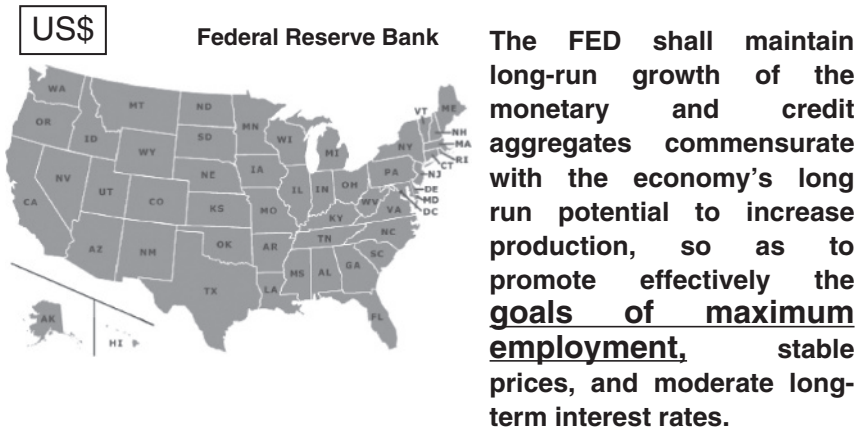 US$
Federal Reserve Bank
The FED shall maintain
long-run growth of the
monetary and credit
aggregates commensurate
with the economy's long
run potential to increase
production, so as to
promote effectively the
goals of maximum
employment, stable
prices, and moderate long-
term interest rates.
WA
MT
ND
MN
VT
ME
OR
ID
SD
WI
MI
NY
NH
MA
RI
CT
WY
NE
IA
PA
NJ
NV
UT
CO
IL
IN
OH
DE
MD
DC
CA
KS
MO
WV
VA
KY
AZ
NM
OK
AR
TN
NC
SC
TX
LA
MS
AL
GA
FL
AK
HI